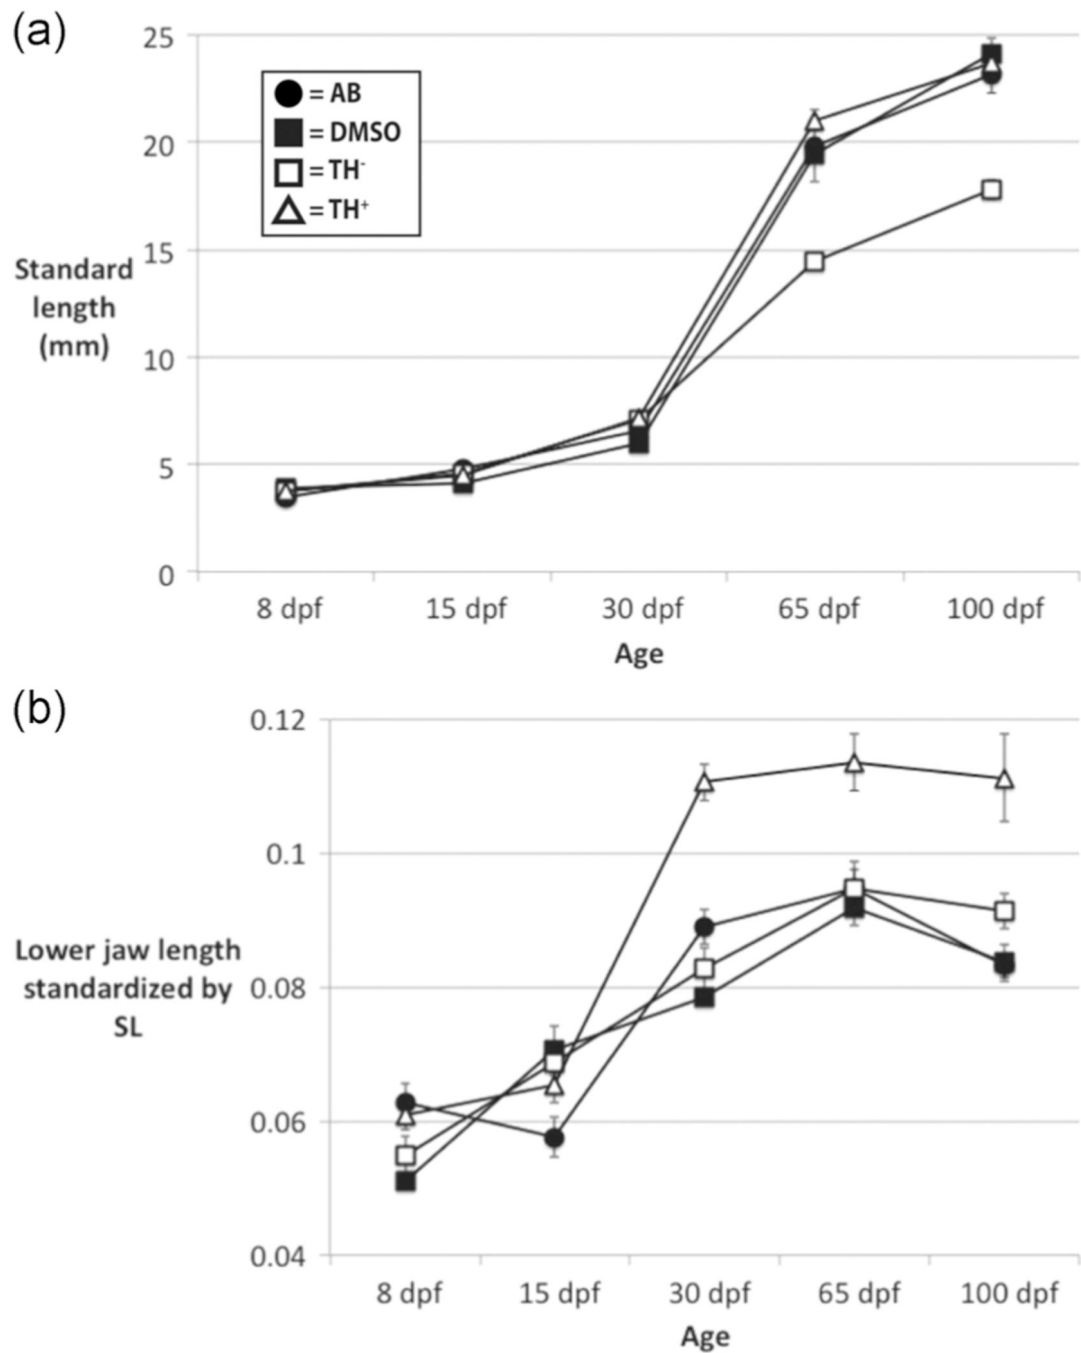 (a)
25
20
15
10
5
0
Standard
length
(mm)
= AB
= DMSO
= TH-
= TH+
8 dpf 15 dpf 30 dpf 65 dpf 100 dpf
Age
(b)
0.12
0.1
0.08
0.06
0.04
Lower jaw length
standardized by
SL
8 dpf 15 dpf 30 dpf 65 dpf 100 dpf
Age